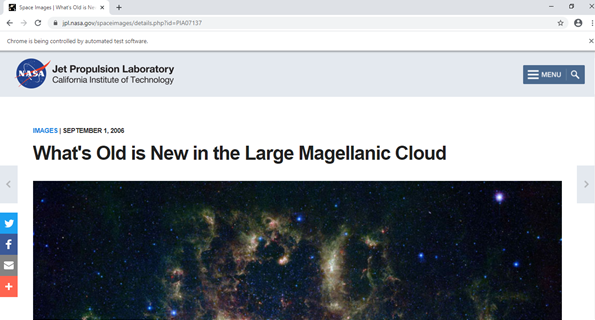 Space Images | What's Old is New
jpl.nasa.gov/spaceimages/details.php?id=PIA07137
Chrome is being controlled by automated test software.
NASA
Jet Propulsion Laboratory
California Institute of Technology
MENU
IMAGES | SEPTEMBER 1, 2006
What's Old is New in the Large Magellanic Cloud